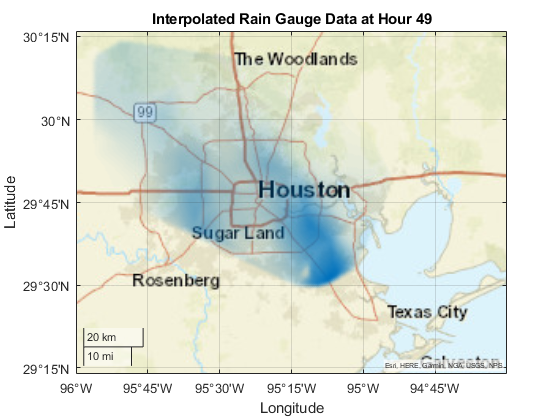 Interpolated Rain Gauge Data at Hour 49
30°15'N
The Woodlands
99
30°N
Houston
Latitude
29°45'N
Sugar Land
29°30'N
Rosenberg
Texas City
20 km
10 mi
Galveston
Esri, HERE, Garmin, NGA, USGS, NPS
29°15'N
96°W 95°45'W 95°30'W 95°15'W 95°W 94°45'W
Longitude